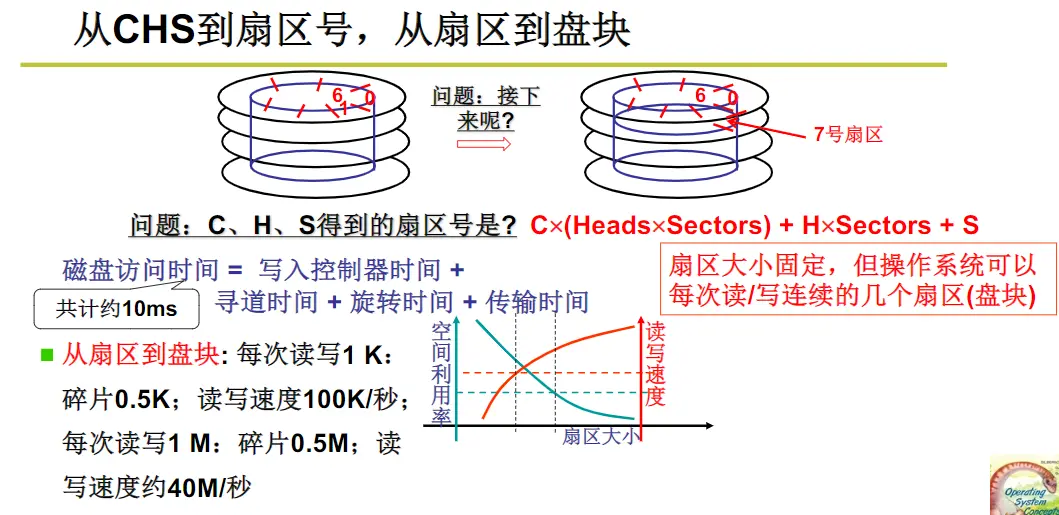 从CHS到扇区号，从扇区到盘块
6
1
0
问题：接下
来呢?
6
0
7号扇区
问题：C、H、S得到的扇区号是? C×(Heads×Sectors) + H×Sectors + S
磁盘访问时间 = 写入控制器时间 +
寻道时间 + 旋转时间 + 传输时间
共计约10ms
扇区大小固定，但操作系统可以
每次读/写连续的几个扇区(盘块)
从扇区到盘块: 每次读写1 K：
碎片0.5K；读写速度100K/秒；
每次读写1 M：碎片0.5M；读
写速度约40M/秒
空间利用率
读写速度
扇区大小
Operating
System
Concepts